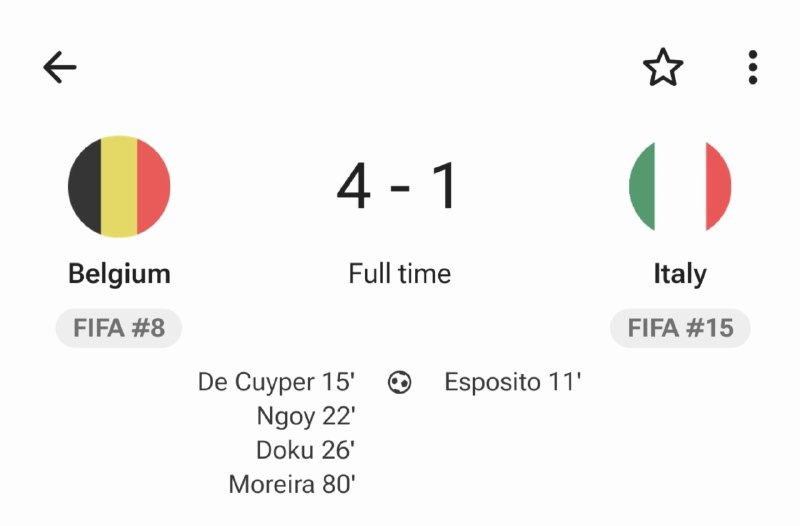 4 - 1
Belgium
Full time
Italy
FIFA #8
FIFA #15
De Cuyper 15'
Esposito 11'
Ngoy 22'
Doku 26'
Moreira 80'